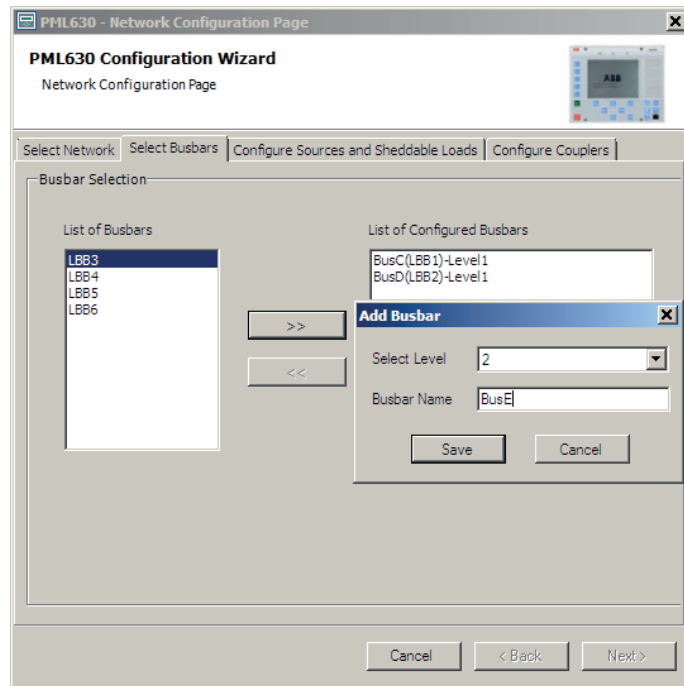 PML630 - Network Configuration Page
PML630 Configuration Wizard
Network Configuration Page
ABB
Select Network
Select Busbars
Configure Sources and Sheddable Loads
Configure Couplers
Busbar Selection
List of Busbars
List of Configured Busbars
LBB3
LBB4
LBB5
LBB6
BusC(LBB1)-Level1
BusD(LBB2)-Level1
>>
<<
Add Busbar
Select Level
2
Busbar Name
BusE
Save
Cancel
Cancel
< Back
Next >